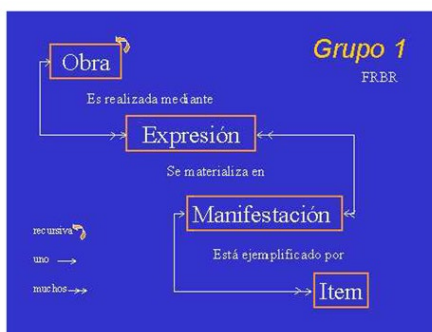 Obra
Grupo 1
FRBR
Es realizada mediante
Expresión
Se materializa en
Manifestación
Está ejemplificado por
Item
recursiva
uno
muchos